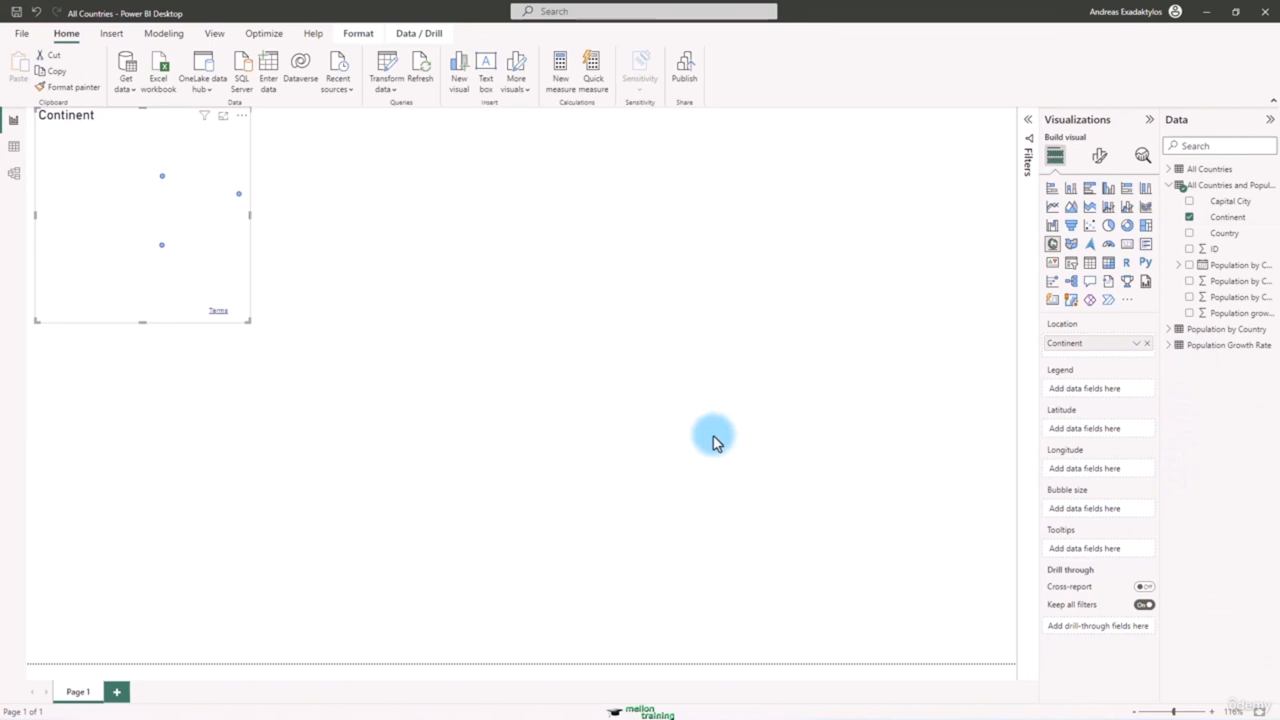 All Countries - Power BI Desktop
Search
Andreas Exadaktylos
File Home Insert Modeling View Optimize Help Format Data / Drill
Paste
Cut
Copy
Format painter
Clipboard
Get data
Excel workbook
OneLake data hub
SQL Server
Enter data
Dataverse
Recent sources
Data
Transform data
Refresh
Queries
New visual
Text box
More visuals
Insert
New measure
Quick measure
Calculations
Sensitivity
Sensitivity
Publish
Share
Continent
Terms
Filters
Visualizations
Build visual
R Py
Location
Continent
Legend
Add data fields here
Latitude
Add data fields here
Longitude
Add data fields here
Bubble size
Add data fields here
Tooltips
Add data fields here
Drill through
Cross-report Off
Keep all filters On
Add drill-through fields here
Data
Search
All Countries
All Countries and Popul...
Capital City
Continent
Country
ID
Population by C...
Population by C...
Population by C...
Population grow...
Population by Country
Population Growth Rate
Page 1
Page 1 of 1
mellon
training
116%
ûdemy